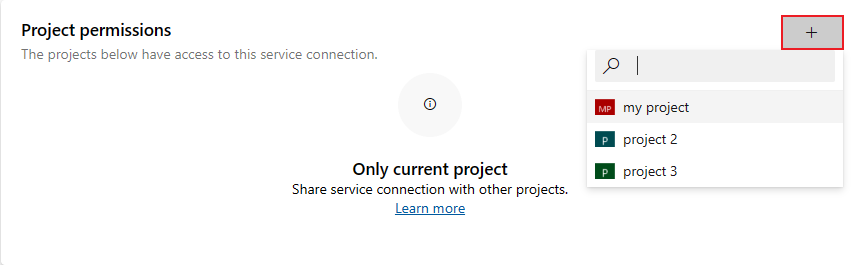 Project permissions
+
The projects below have access to this service connection.
MP my project
P project 2
P project 3
Only current project
Share service connection with other projects.
Learn more